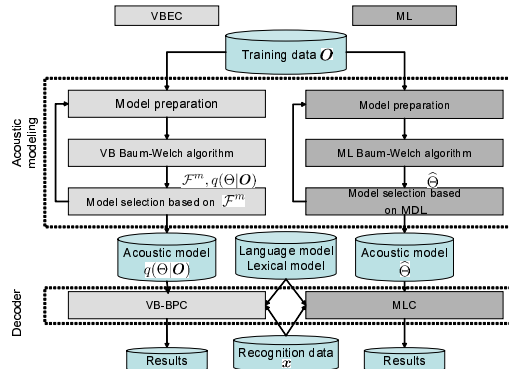 VBEC
ML
Training data O
Acoustic modeling
Model preparation
Model preparation
VB Baum-Welch algorithm
ML Baum-Welch algorithm
ℱᵐ, q(Θ|O)
Θ̂
Model selection based on ℱᵐ
Model selection based
on MDL
Acoustic model
q(Θ|O)
Language model
Lexical model
Acoustic model
Θ̂
Decoder
VB-BPC
MLC
Results
Recognition data
x
Results